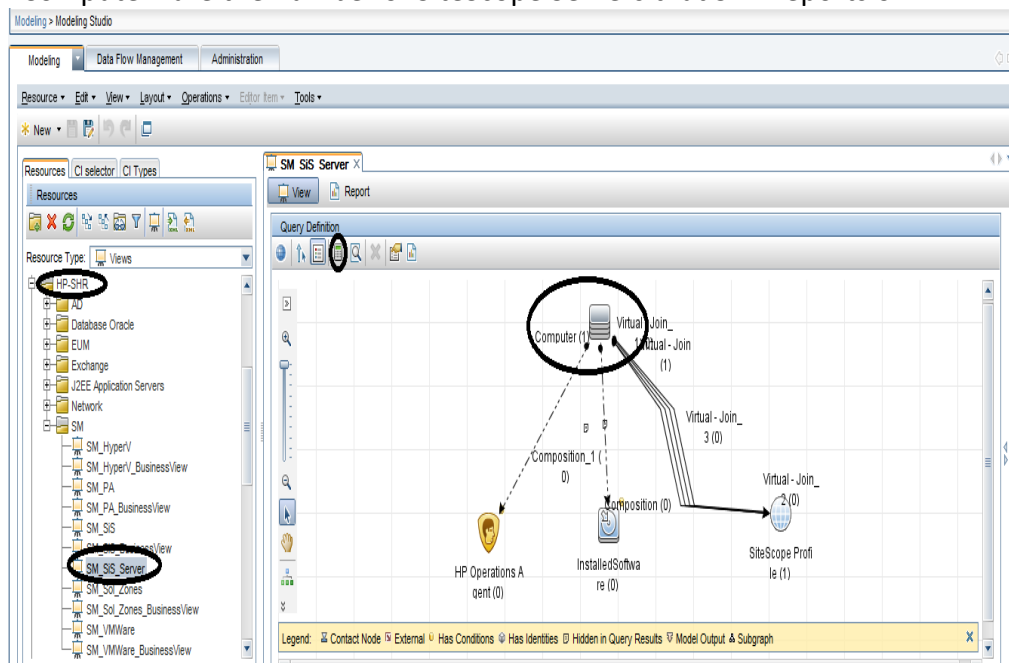 Modeling > Modeling Studio
Modeling
Data Flow Management
Administration
Resource
Edit
View
Layout
Operations
Editor Item
Tools
New
Resources
CI selector
CI Types
SM SiS Server
Resources
View
Report
Query Definition
Resource Type:
Views
HP-SHR
AD
Database Oracle
EUM
Exchange
J2EE Application Servers
Network
SM
SM_HyperV
SM_HyperV_BusinessView
SM_PA
SM_PA_BusinessView
SM_SiS
SM_SiS_BusinessView
SM_SiS_Server
SM_Sol_Zones
SM_Sol_Zones_BusinessView
SM_VMWare
SM_VMWare_BusinessView
Computer (1)
Virtual - Join_
Virtual - Join
(1)
Virtual - Join_
3 (0)
Composition_1 (
0)
Composition (0)
Virtual - Join_
2 (0)
HP Operations A
gent (0)
InstalledSoftwa
re (0)
SiteScope Profi
le (1)
Legend: Contact Node External Has Conditions Has Identities Hidden in Query Results Model Output Subgraph